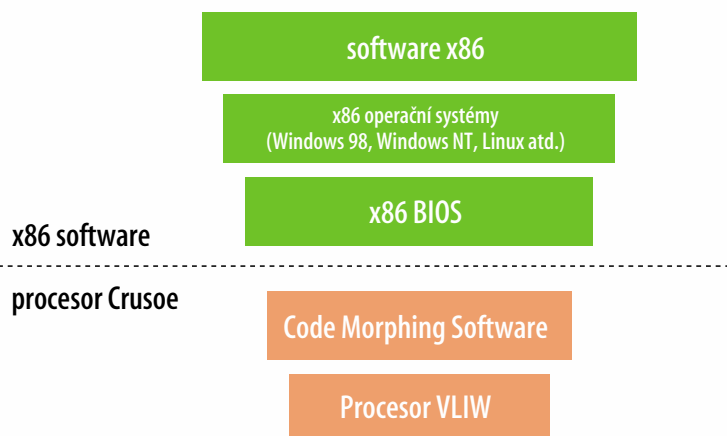 software x86
x86 operační systémy
(Windows 98, Windows NT, Linux atd.)
x86 BIOS
x86 software
procesor Crusoe
Code Morphing Software
Procesor VLIW